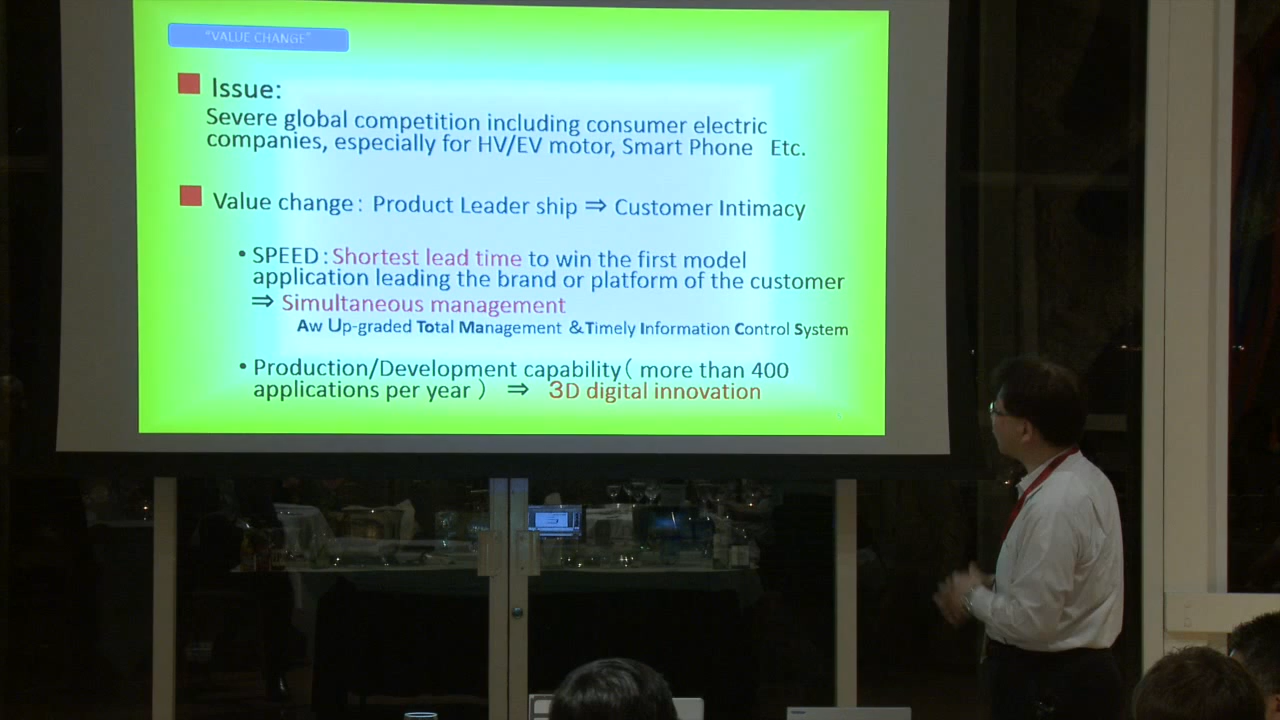 "VALUE CHANGE"
Issue:
Severe global competition including consumer electric
companies, especially for HV/EV motor, Smart Phone Etc.
Value change: Product Leader ship ⇒ Customer Intimacy
• SPEED: Shortest lead time to win the first model
application leading the brand or platform of the customer
⇒ Simultaneous management
Aw Up-graded Total Management &Timely Information Control System
• Production/Development capability( more than 400
applications per year ) ⇒ 3D digital innovation